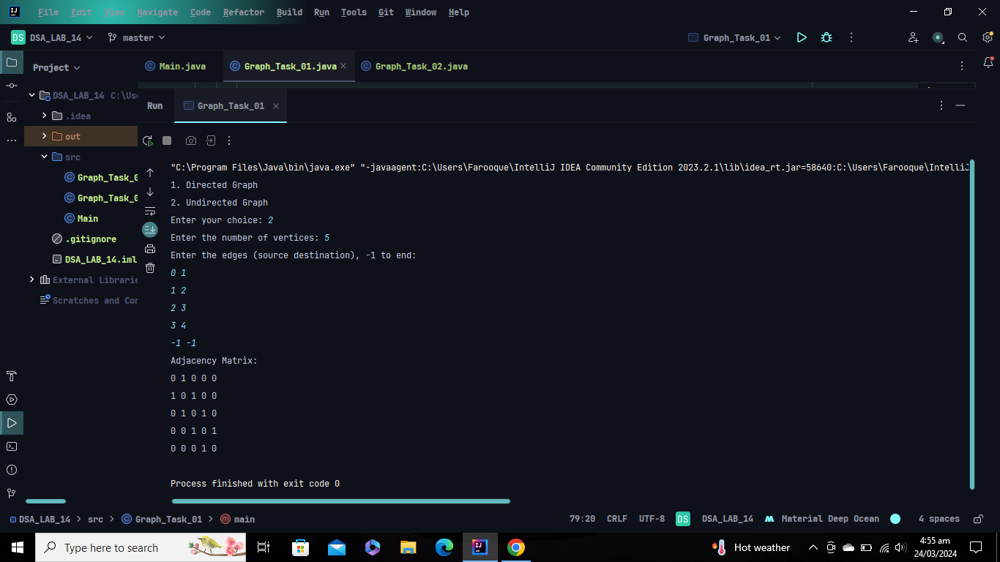 File Edit View Navigate Code Refactor Build Run Tools Git Window Help
DS DSA_LAB_14 master Graph_Task_01
Project Main.java Graph_Task_01.java Graph_Task_02.java
DSA_LAB_14 C:\Use
.idea
out
src
Graph_Task_0
Graph_Task_0
Main
.gitignore
DSA_LAB_14.iml
External Librarie
Scratches and Con
Run Graph_Task_01
"C:\Program Files\Java\bin\java.exe" "-javaagent:C:\Users\Farooque\IntelliJ IDEA Community Edition 2023.2.1\lib\idea_rt.jar=58640:C:\Users\Farooque\IntelliJ
1. Directed Graph
2. Undirected Graph
Enter your choice: 2
Enter the number of vertices: 5
Enter the edges (source destination), -1 to end:
0 1
1 2
2 3
3 4
-1 -1
Adjacency Matrix:
0 1 0 0 0
1 0 1 0 0
0 1 0 1 0
0 0 1 0 1
0 0 0 1 0
Process finished with exit code 0
DSA_LAB_14 > src > Graph_Task_01 > main 79:20 CRLF UTF-8 DS DSA_LAB_14 Material Deep Ocean 4 spaces
Type here to search Hot weather 4:55 am
24/03/2024